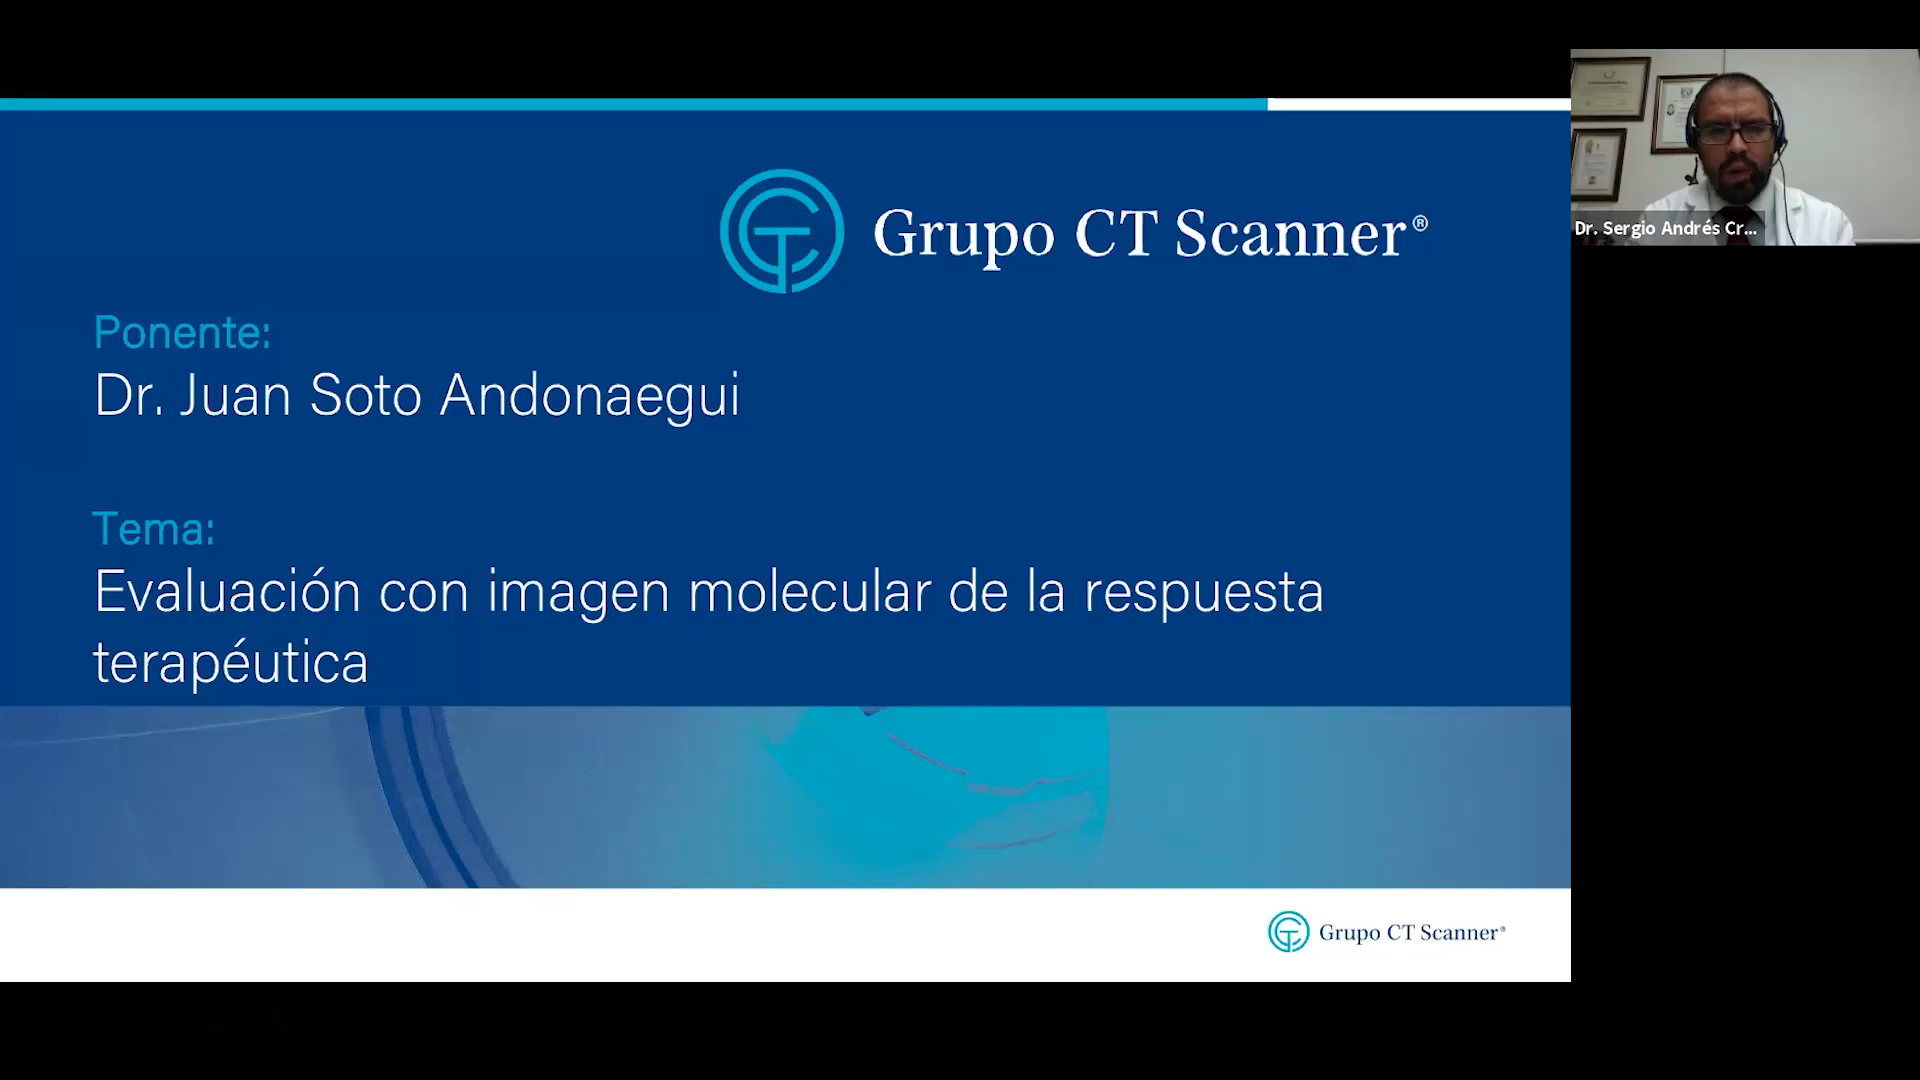 Grupo CT Scanner®
Ponente:
Dr. Juan Soto Andonaegui
Tema:
Evaluación con imagen molecular de la respuesta
terapéutica
Grupo CT Scanner®
Dr. Sergio Andrés Cr...